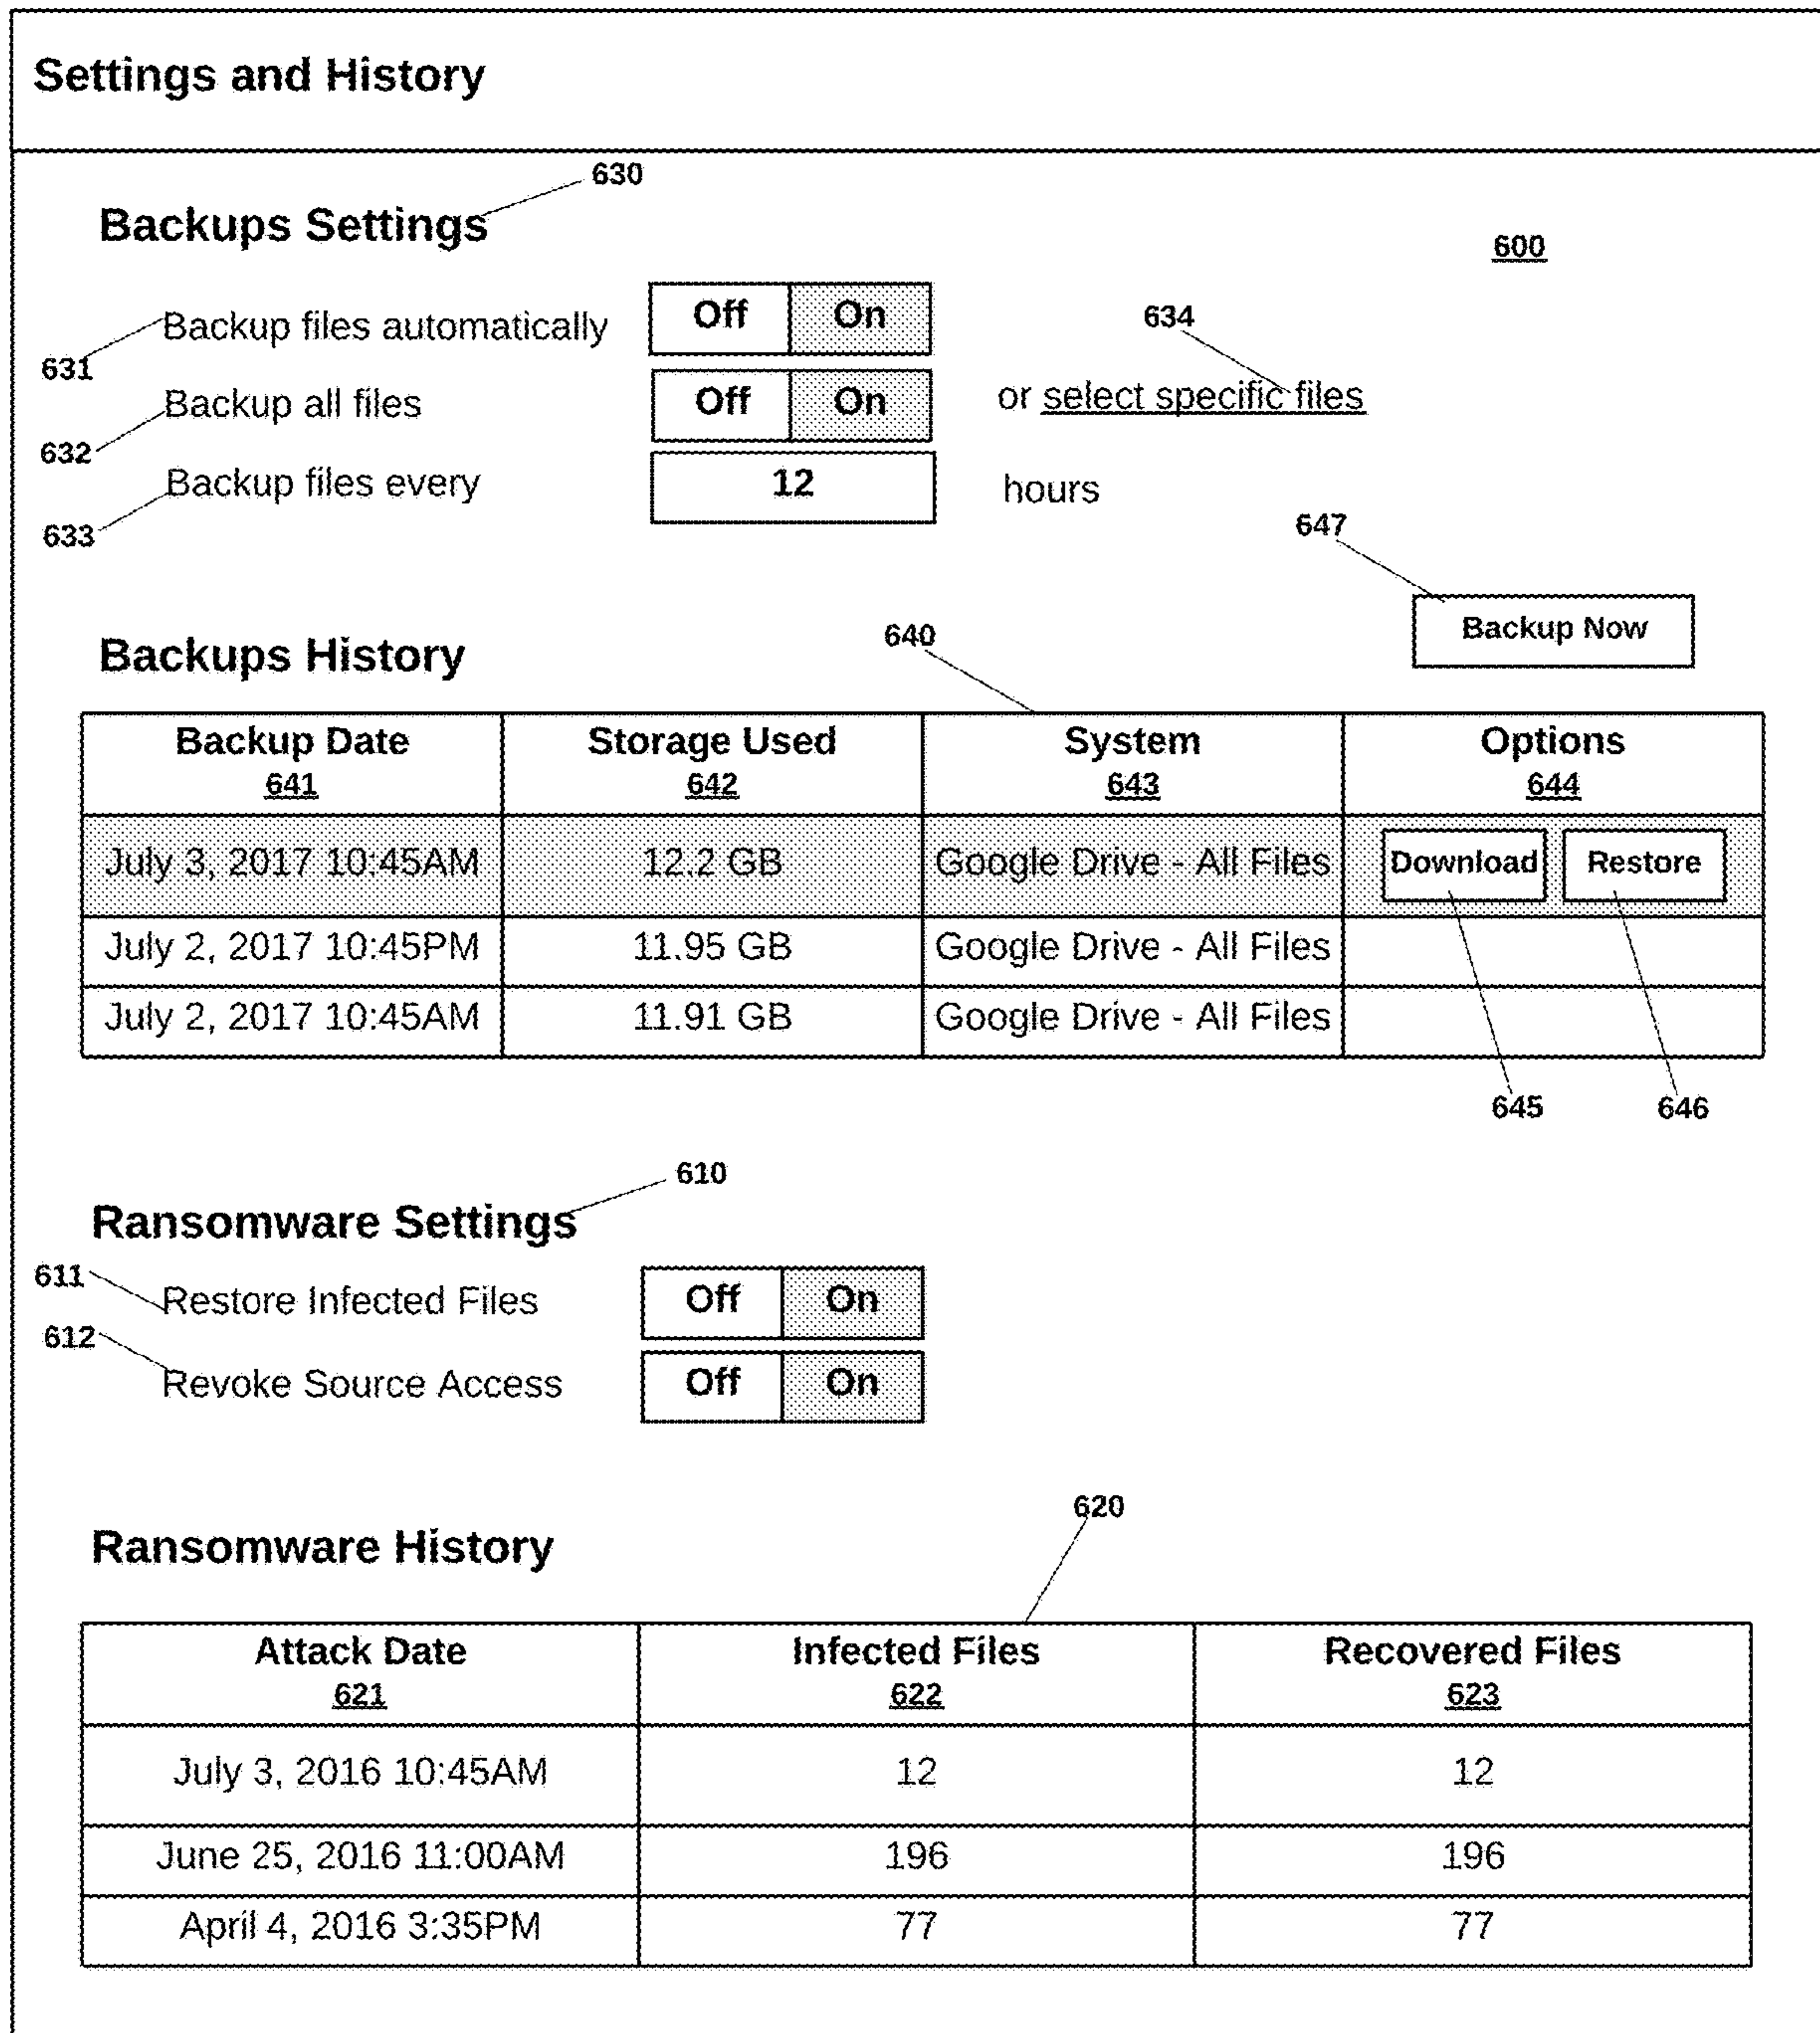 Settings and History
630
Backups Settings
600
Backup files automatically Off On
634
631
Backup all files Off On or select specific files
632
Backup files every 12 hours
633
647
Backup Now
640
Backups History
Backup Date Storage Used System Options
641 642 643 644
July 3, 2017 10:45AM 12.2 GB Google Drive - All Files Download Restore
July 2, 2017 10:45PM 11.95 GB Google Drive - All Files
July 2, 2017 10:45AM 11.91 GB Google Drive - All Files
645 646
610
Ransomware Settings
611
Restore Infected Files Off On
612
Revoke Source Access Off On
620
Ransomware History
Attack Date Infected Files Recovered Files
621 622 623
July 3, 2016 10:45AM 12 12
June 25, 2016 11:00AM 196 196
April 4, 2016 3:35PM 77 77